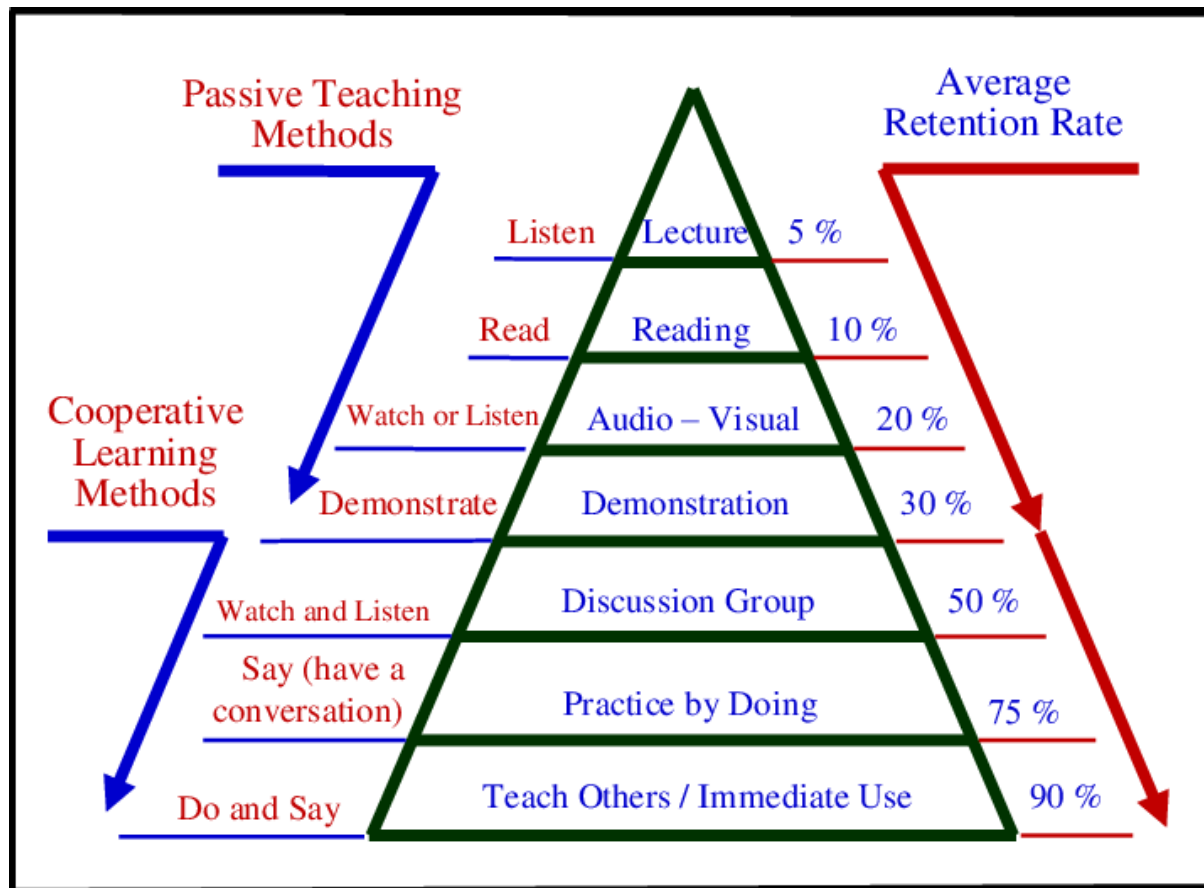 Passive Teaching
Methods
Average
Retention Rate
Listen Lecture 5 %
Read Reading 10 %
Cooperative
Learning
Methods
Watch or Listen Audio – Visual 20 %
Demonstrate Demonstration 30 %
Watch and Listen Discussion Group 50 %
Say (have a
conversation) Practice by Doing 75 %
Do and Say Teach Others / Immediate Use 90 %